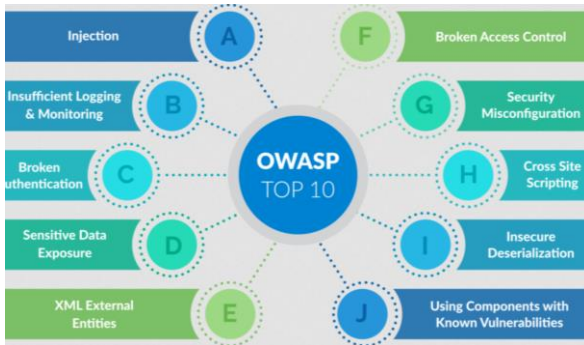 Injection
A
Insufficient Logging
& Monitoring
B
Broken
uthentication
C
Sensitive Data
Exposure
D
XML External
Entities
E
OWASP
TOP 10
F
Broken Access Control
G
Security
Misconfiguration
H
Cross Site
Scripting
I
Insecure
Deserialization
J
Using Components with
Known Vulnerabilities